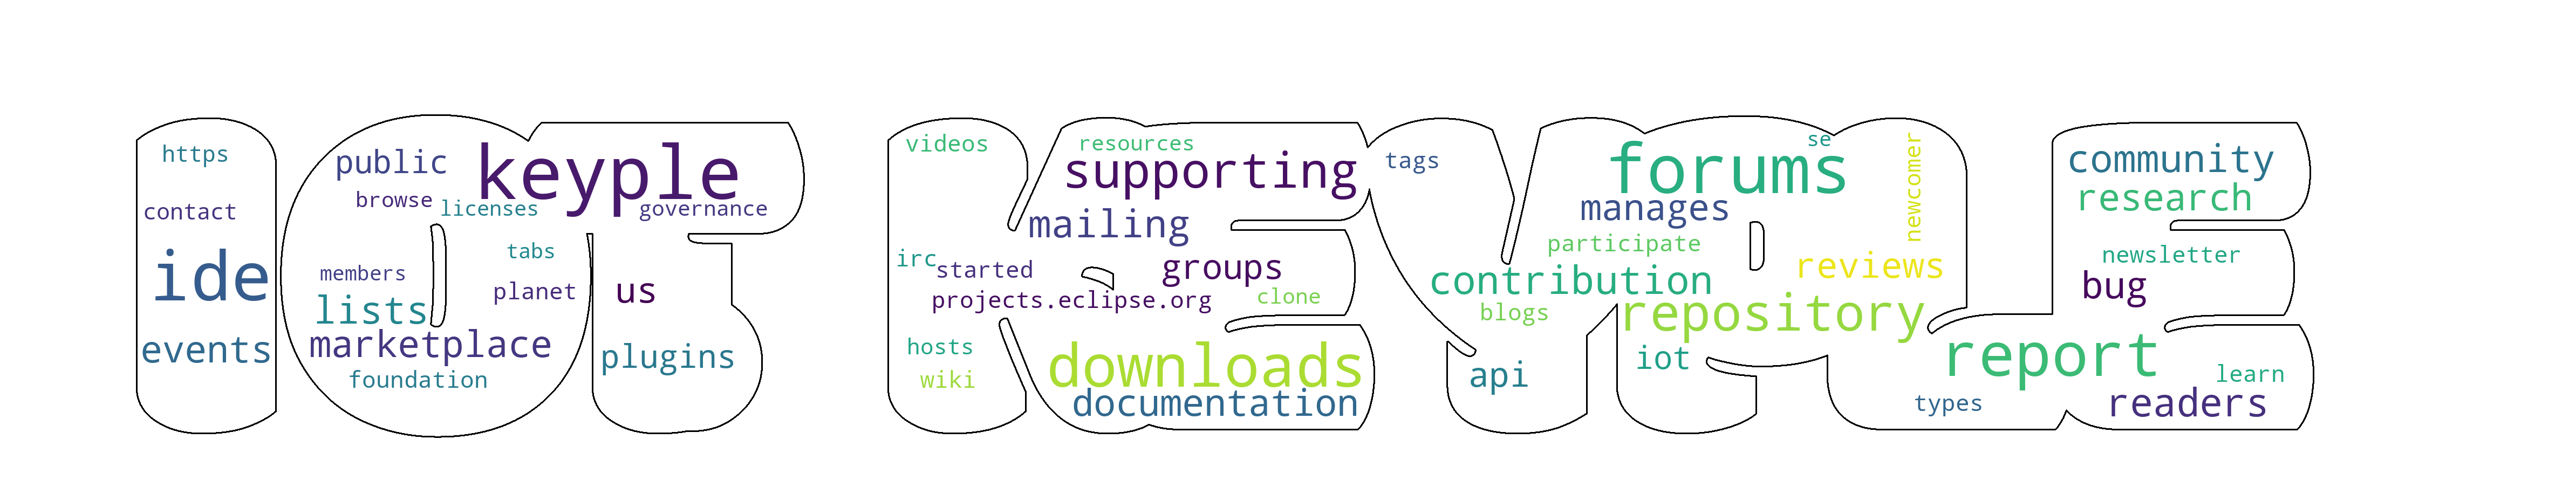 https
contact
ide
events
public
keyple
browse
licenses
governance
tabs
members
planet
us
lists
marketplace
plugins
foundation
videos
resources
supporting
mailing
irc
started
groups
projects.eclipse.org
clone
hosts
downloads
wiki
documentation
tags
se
forums
newcomer
manages
participate
contribution
reviews
blogs
repository
iot
api
community
research
newsletter
bug
report
learn
types
readers